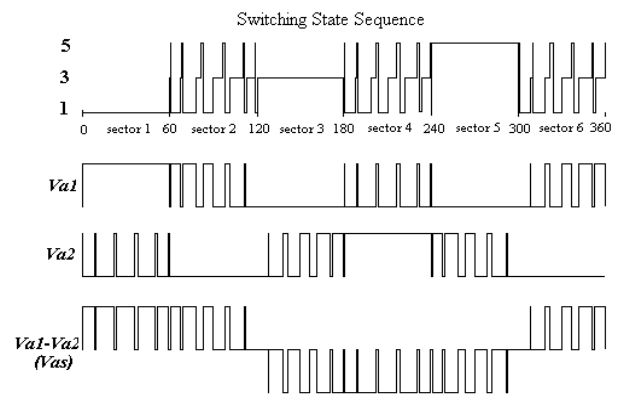 Switching State Sequence
5
3
1
0 sector 1 60 sector 2 120 sector 3 180 sector 4 240 sector 5 300 sector 6 360
Va1
Va2
Va1-Va2
(Vas)